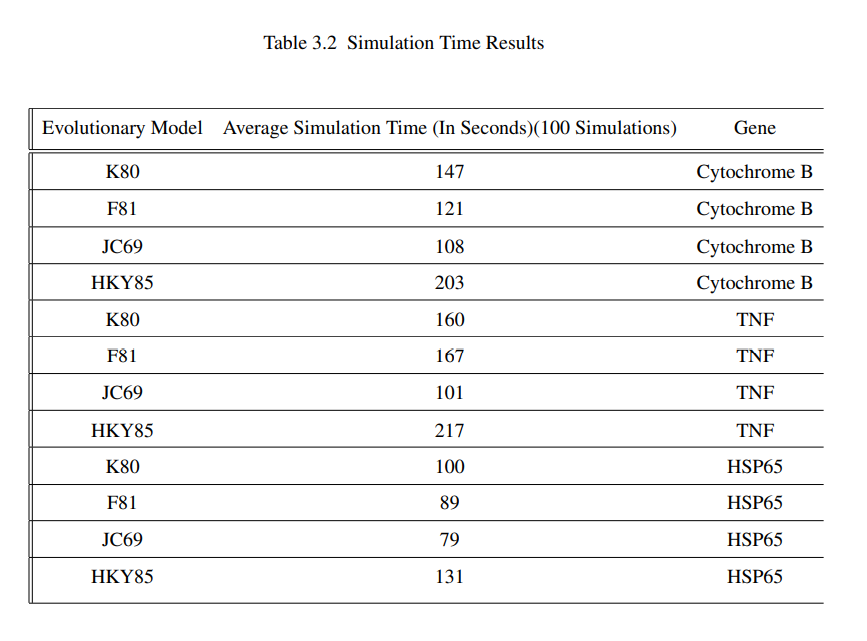 Table 3.2 Simulation Time Results
Evolutionary Model Average Simulation Time (In Seconds)(100 Simulations) Gene
K80 147 Cytochrome B
F81 121 Cytochrome B
JC69 108 Cytochrome B
HKY85 203 Cytochrome B
K80 160 TNF
F81 167 TNF
JC69 101 TNF
HKY85 217 TNF
K80 100 HSP65
F81 89 HSP65
JC69 79 HSP65
HKY85 131 HSP65